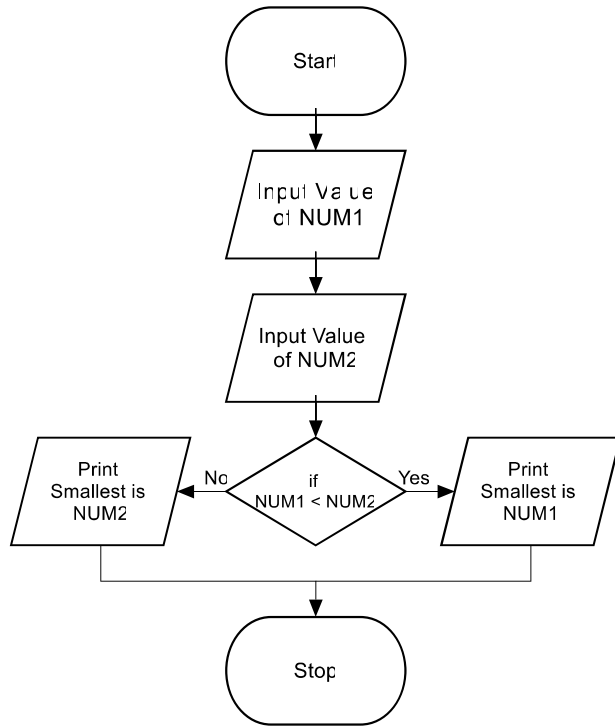 Start
Input Value
of NUM1
Input Value
of NUM2
No
if
NUM1 < NUM2
Yes
Print
Smallest is
NUM2
Print
Smallest is
NUM1
Stop